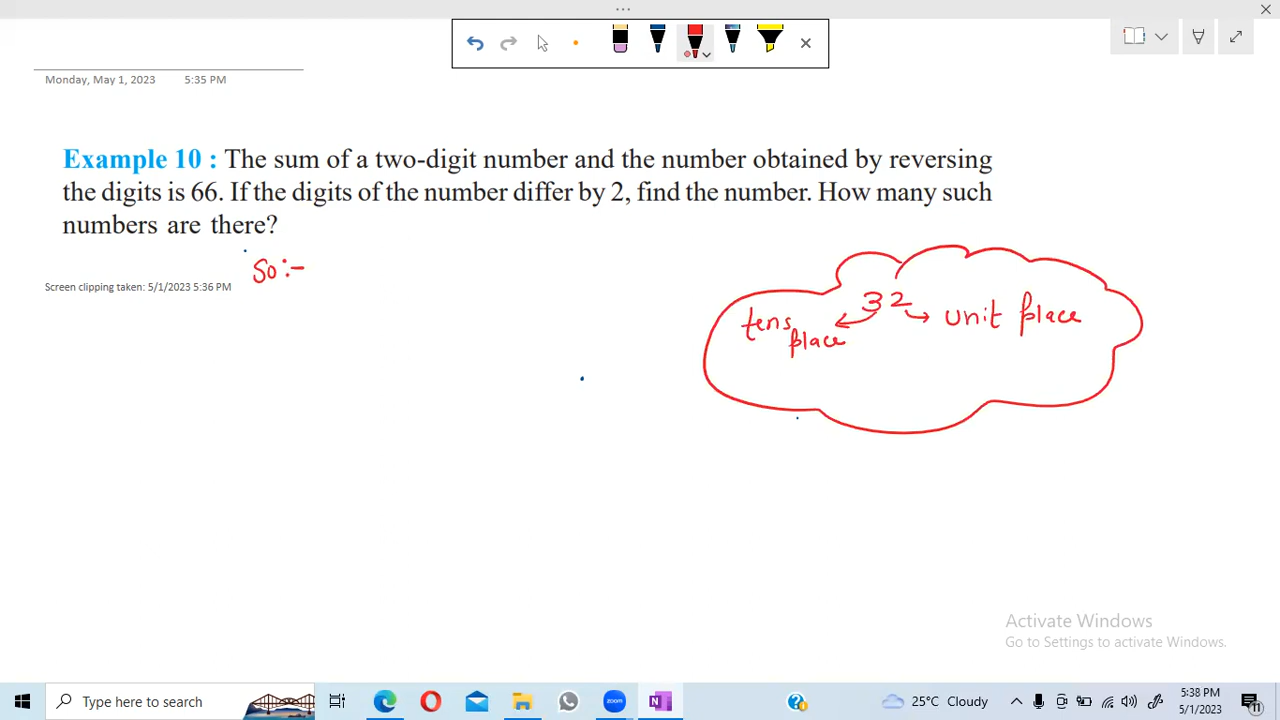 Monday, May 1, 2023 5:35 PM
Example 10 : The sum of a two-digit number and the number obtained by reversing
the digits is 66. If the digits of the number differ by 2, find the number. How many such
numbers are there?
So:-
Screen clipping taken: 5/1/2023 5:36 PM
32
tens place
unit place
Activate Windows
Go to Settings to activate Windows.
Type here to search
zoom
25°C Cloudy
5:38 PM
5/1/2023
11